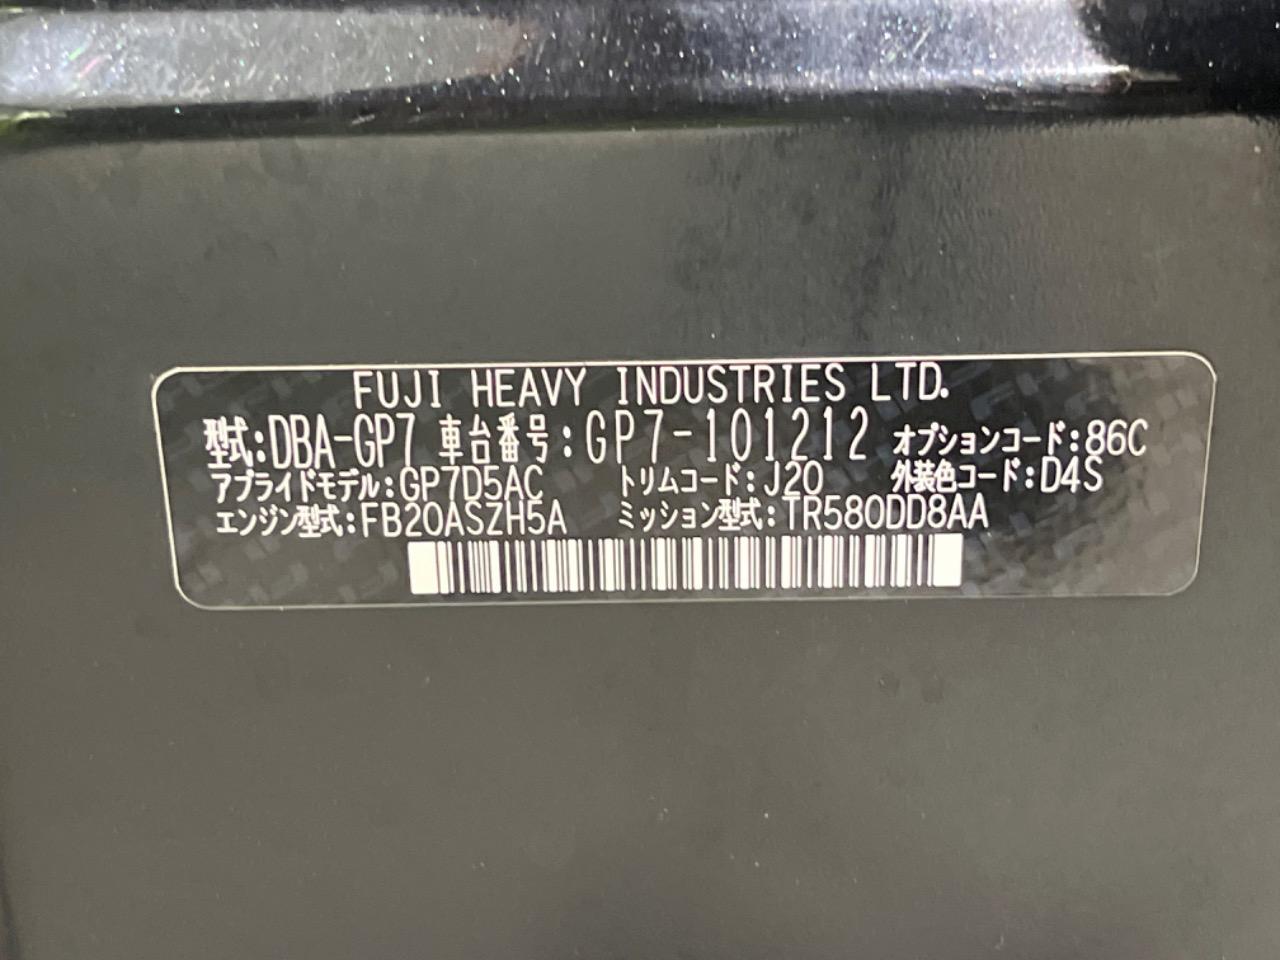 FUJI HEAVY INDUSTRIES LTD.
型式:DBA-GP7 車台番号:GP7-101212 オプションコード:86C
アプライドモデル:GP7D5AC トリムコード:J20 外装色コード:D4S
エンジン型式:FB20ASZH5A ミッション型式:TR580DD8AA